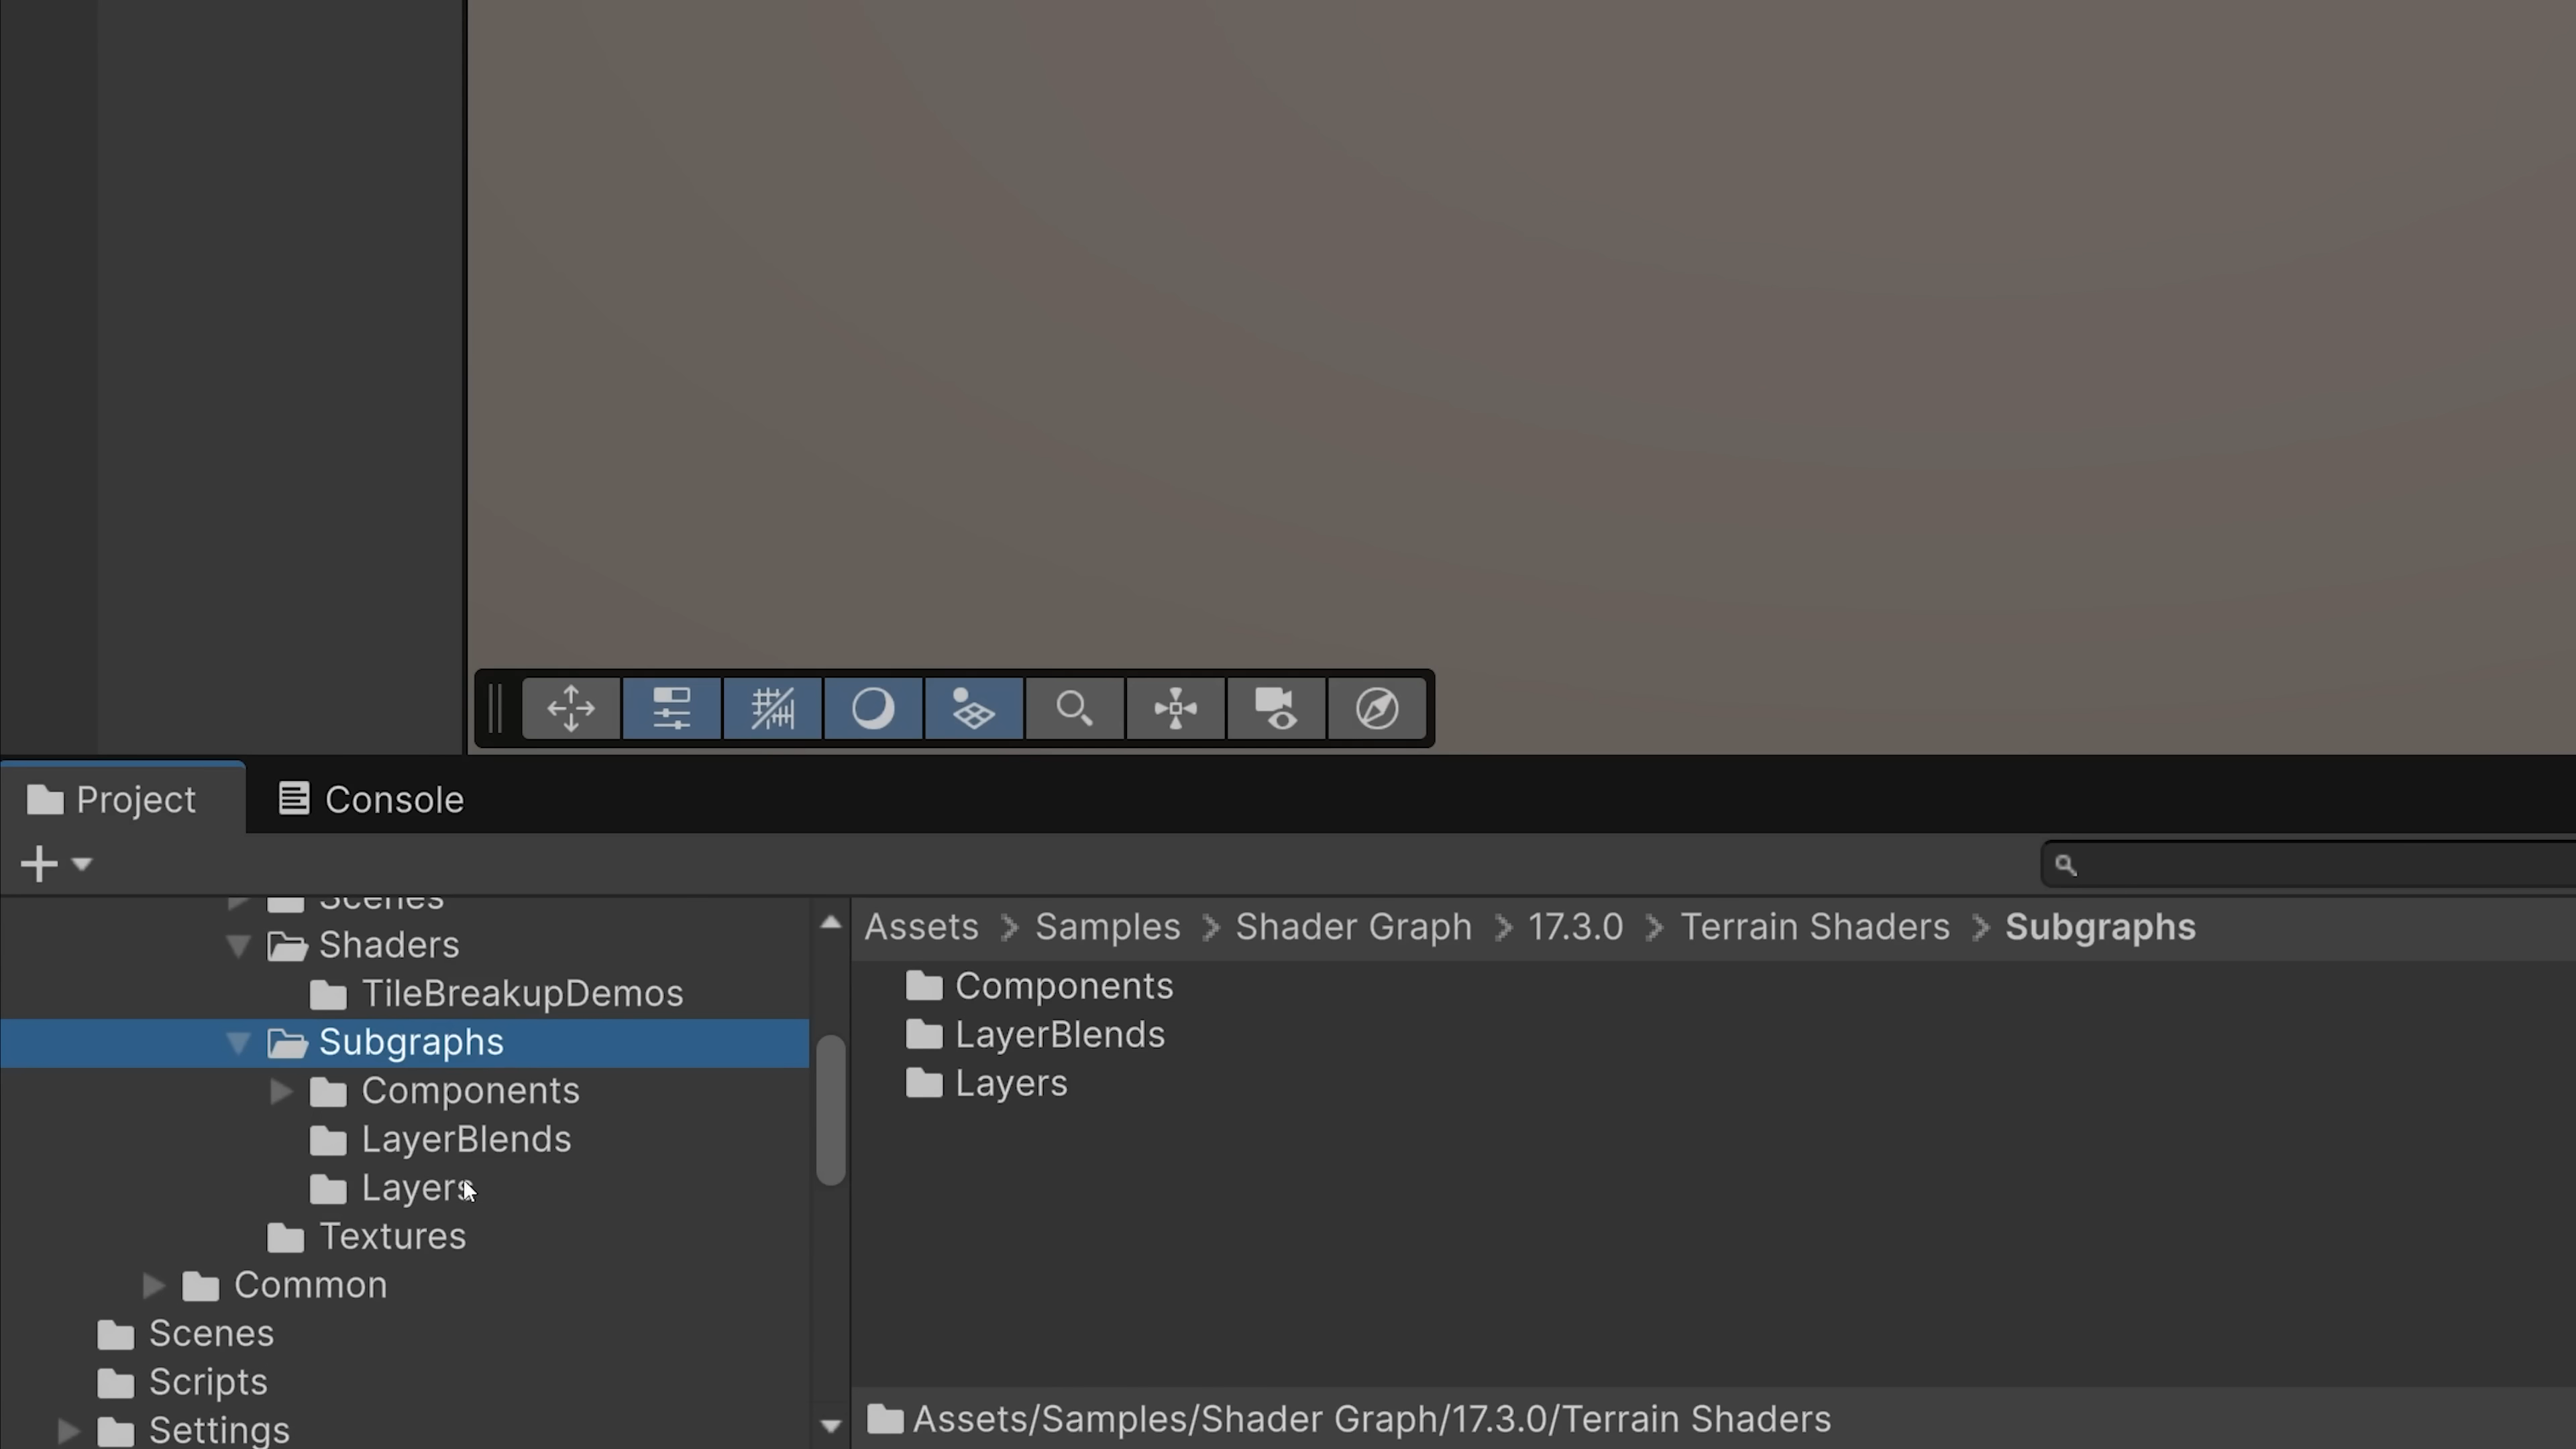 Project
Console
Scenes
Shaders
TileBreakupDemos
Subgraphs
Components
LayerBlends
Layers
Textures
Common
Scenes
Scripts
Settings
Assets > Samples > Shader Graph > 17.3.0 > Terrain Shaders > Subgraphs
Components
LayerBlends
Layers
Assets/Samples/Shader Graph/17.3.0/Terrain Shaders